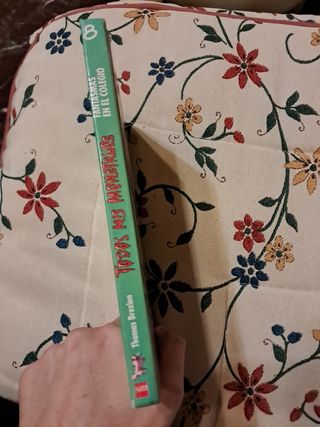 8
FANTASMAS
EN EL COLEGIO
TODOS MIS MONSTRUOS
Thomas Brezina
sm